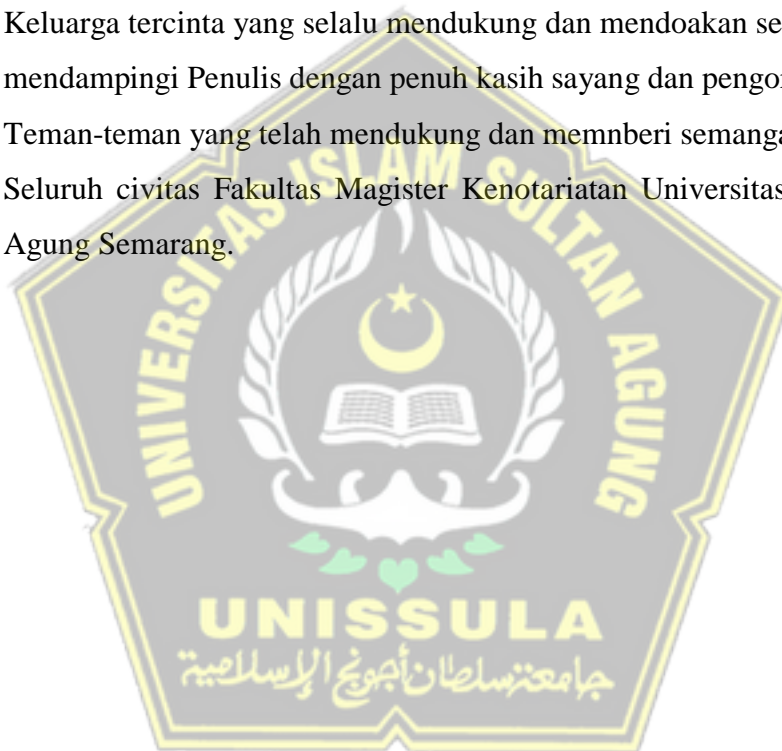 Keluarga tercinta yang selalu mendukung dan mendoakan se
mendampingi Penulis dengan penuh kasih sayang dan pengo
Teman-teman yang telah mendukung dan memnberi semanga
Seluruh civitas Fakultas Magister Kenotariatan Universitas
Agung Semarang.
UNIVERSITAS ISLAM SULTAN AGUNG
UNISSULA
جامعتنسلطان أجونج الإسلامية